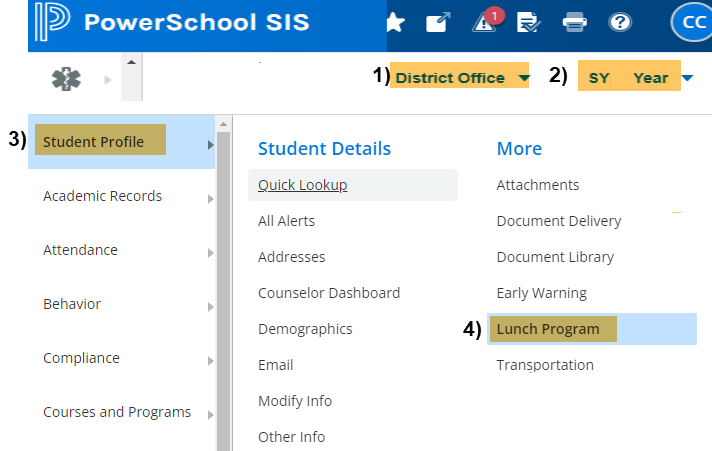 PowerSchool SIS
1
CC
1) District Office 2) SY Year
3) Student Profile
Academic Records
Attendance
Behavior
Compliance
Courses and Programs
Student Details
Quick Lookup
All Alerts
Addresses
Counselor Dashboard
Demographics
Email
Modify Info
Other Info
More
Attachments
Document Delivery
Document Library
Early Warning
4) Lunch Program
Transportation